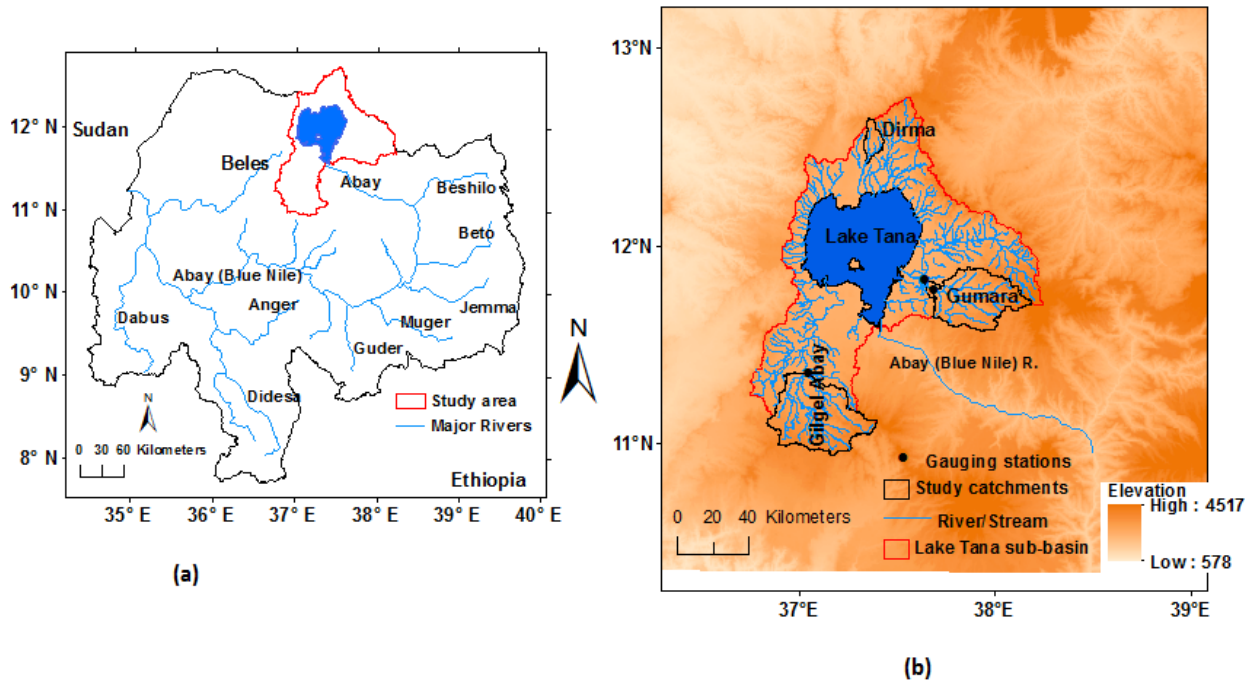 12° N
11° N
10° N
9° N
8° N
35° E
36° E
37° E
38° E
39° E
40° E
Sudan
Beles
Abay
Beshilo
Beto
Abay (Blue Nile)
Anger
Jemma
Dabus
Muger
Guder
Didesa
N
Study area
Major Rivers
0 30 60 Kilometers
Ethiopia
(a)
N
13°N
12°N
11°N
37°E
38°E
39°E
Dirma
Lake Tana
Gumara
Abay (Blue Nile) R.
Gilgel Abay
Gauging stations
Study catchments
River/Stream
Lake Tana sub-basin
0 20 40 Kilometers
Elevation
High : 4517
Low : 578
(b)